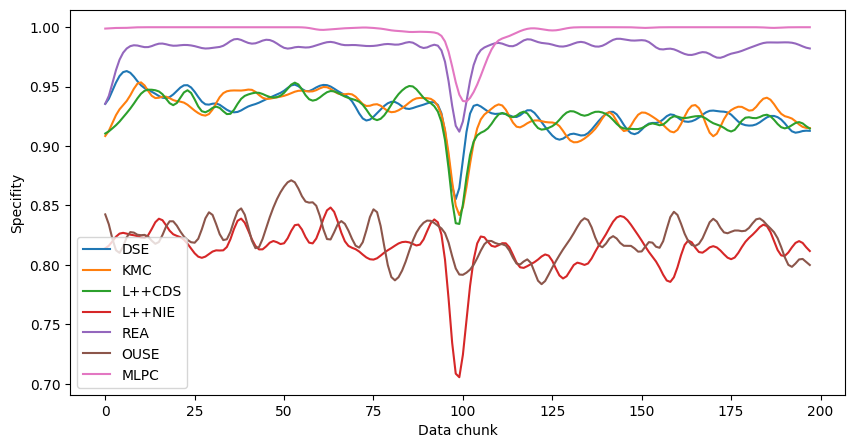 1.00
0.95
0.90
0.85
0.80
0.75
0.70
Specifity
DSE
KMC
L++CDS
L++NIE
REA
OUSE
MLPC
0 25 50 75 100 125 150 175 200
Data chunk